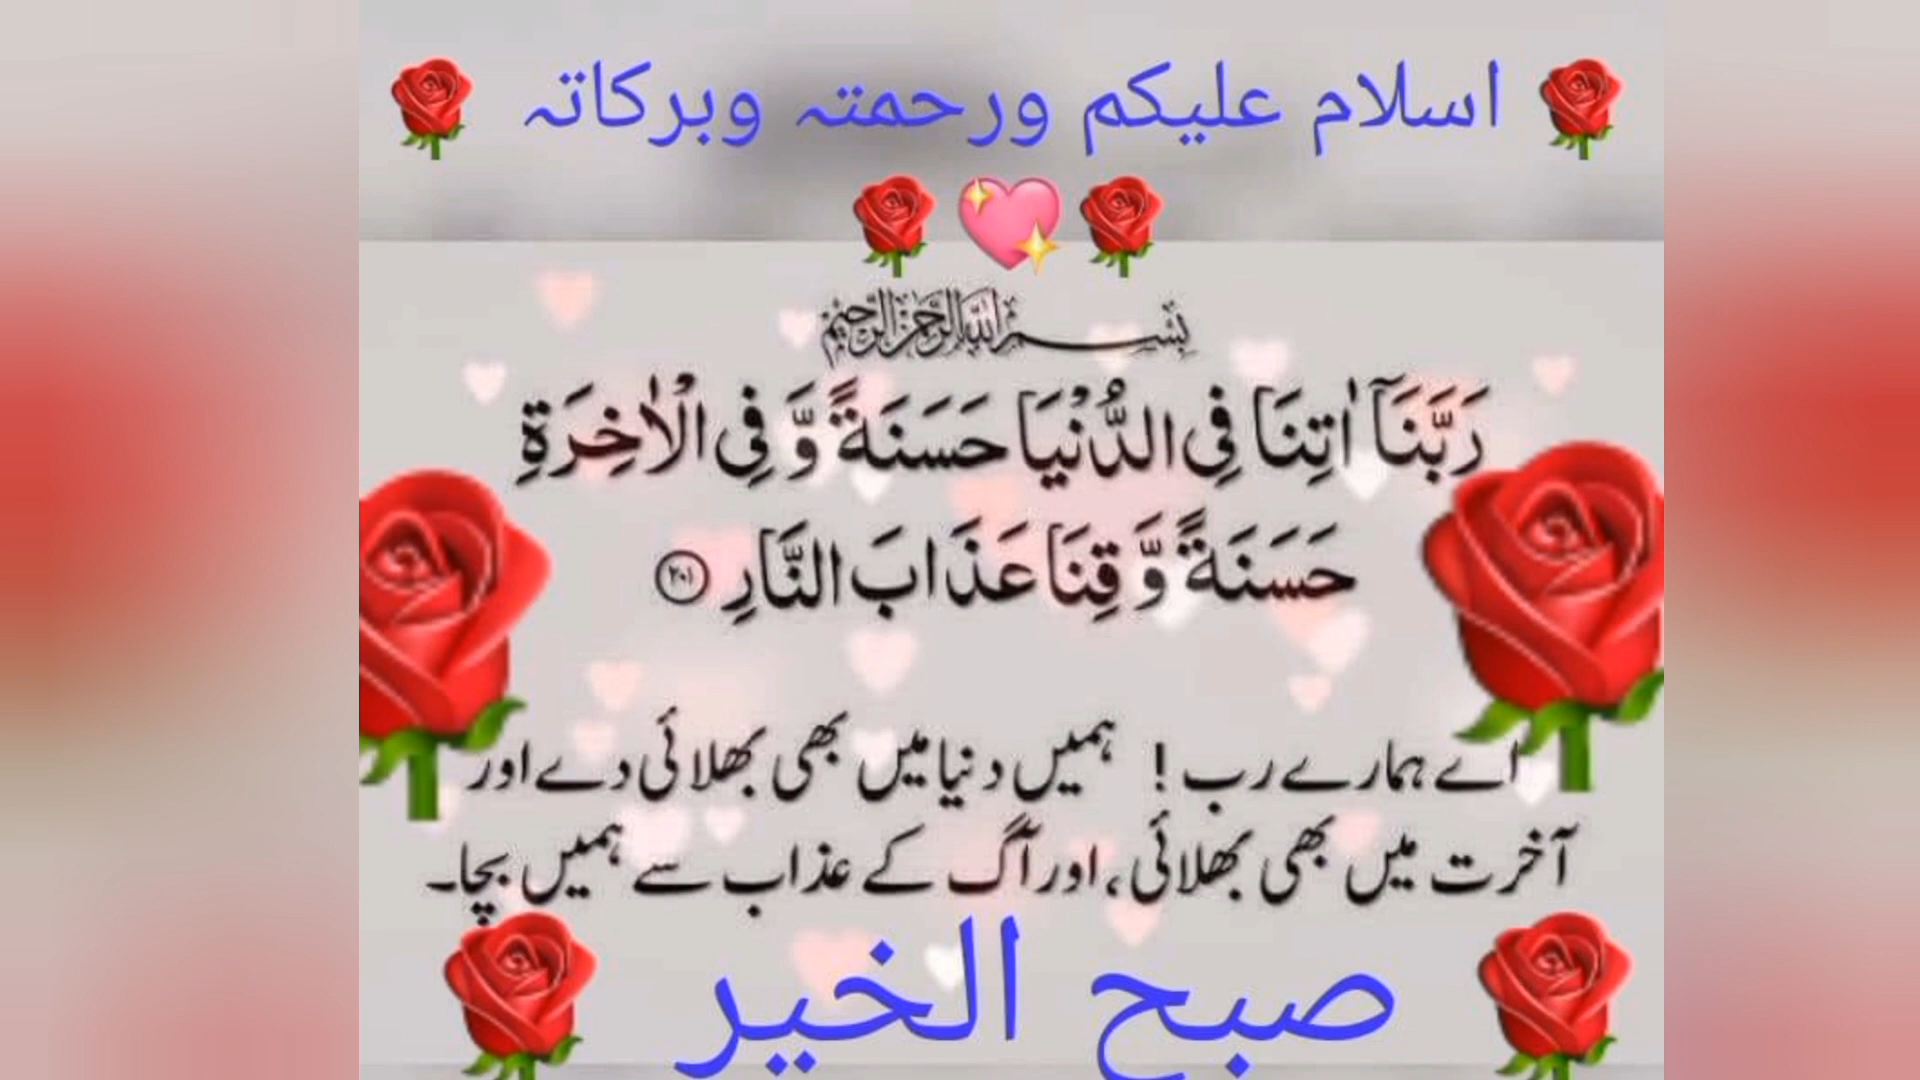 اسلام علیکم ورحمتہ وبرکاتہ
بِسْمِ اللّٰهِ الرَّحْمٰنِ الرَّحِيْمِ
رَبَّنَآ اٰتِنَا فِی الدُّنْیَا حَسَنَةً وَّ فِی الْاٰخِرَةِ
حَسَنَةً وَّ قِنَا عَذَابَ النَّارِ ﴿۲۰۱﴾
اے ہمارے رب ! ہمیں دنیا میں بھی بھلائی دے اور
آخرت میں بھی بھلائی، اور آگ کے عذاب سے ہمیں بچا۔
صبح الخیر